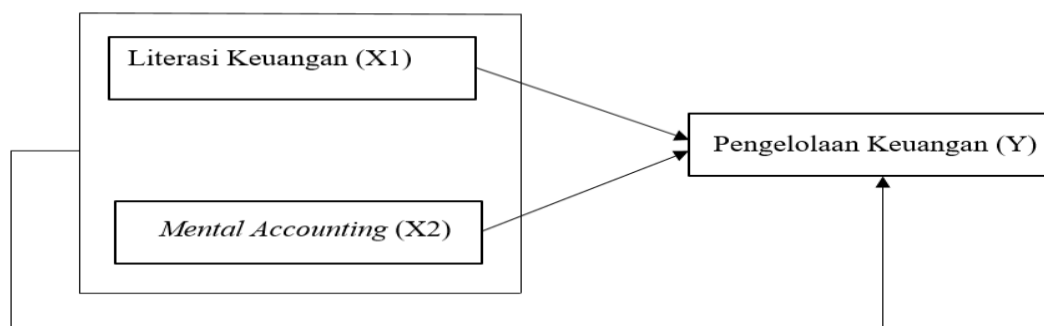 Literasi Keuangan (X1)
Pengelolaan Keuangan (Y)
Mental Accounting (X2)